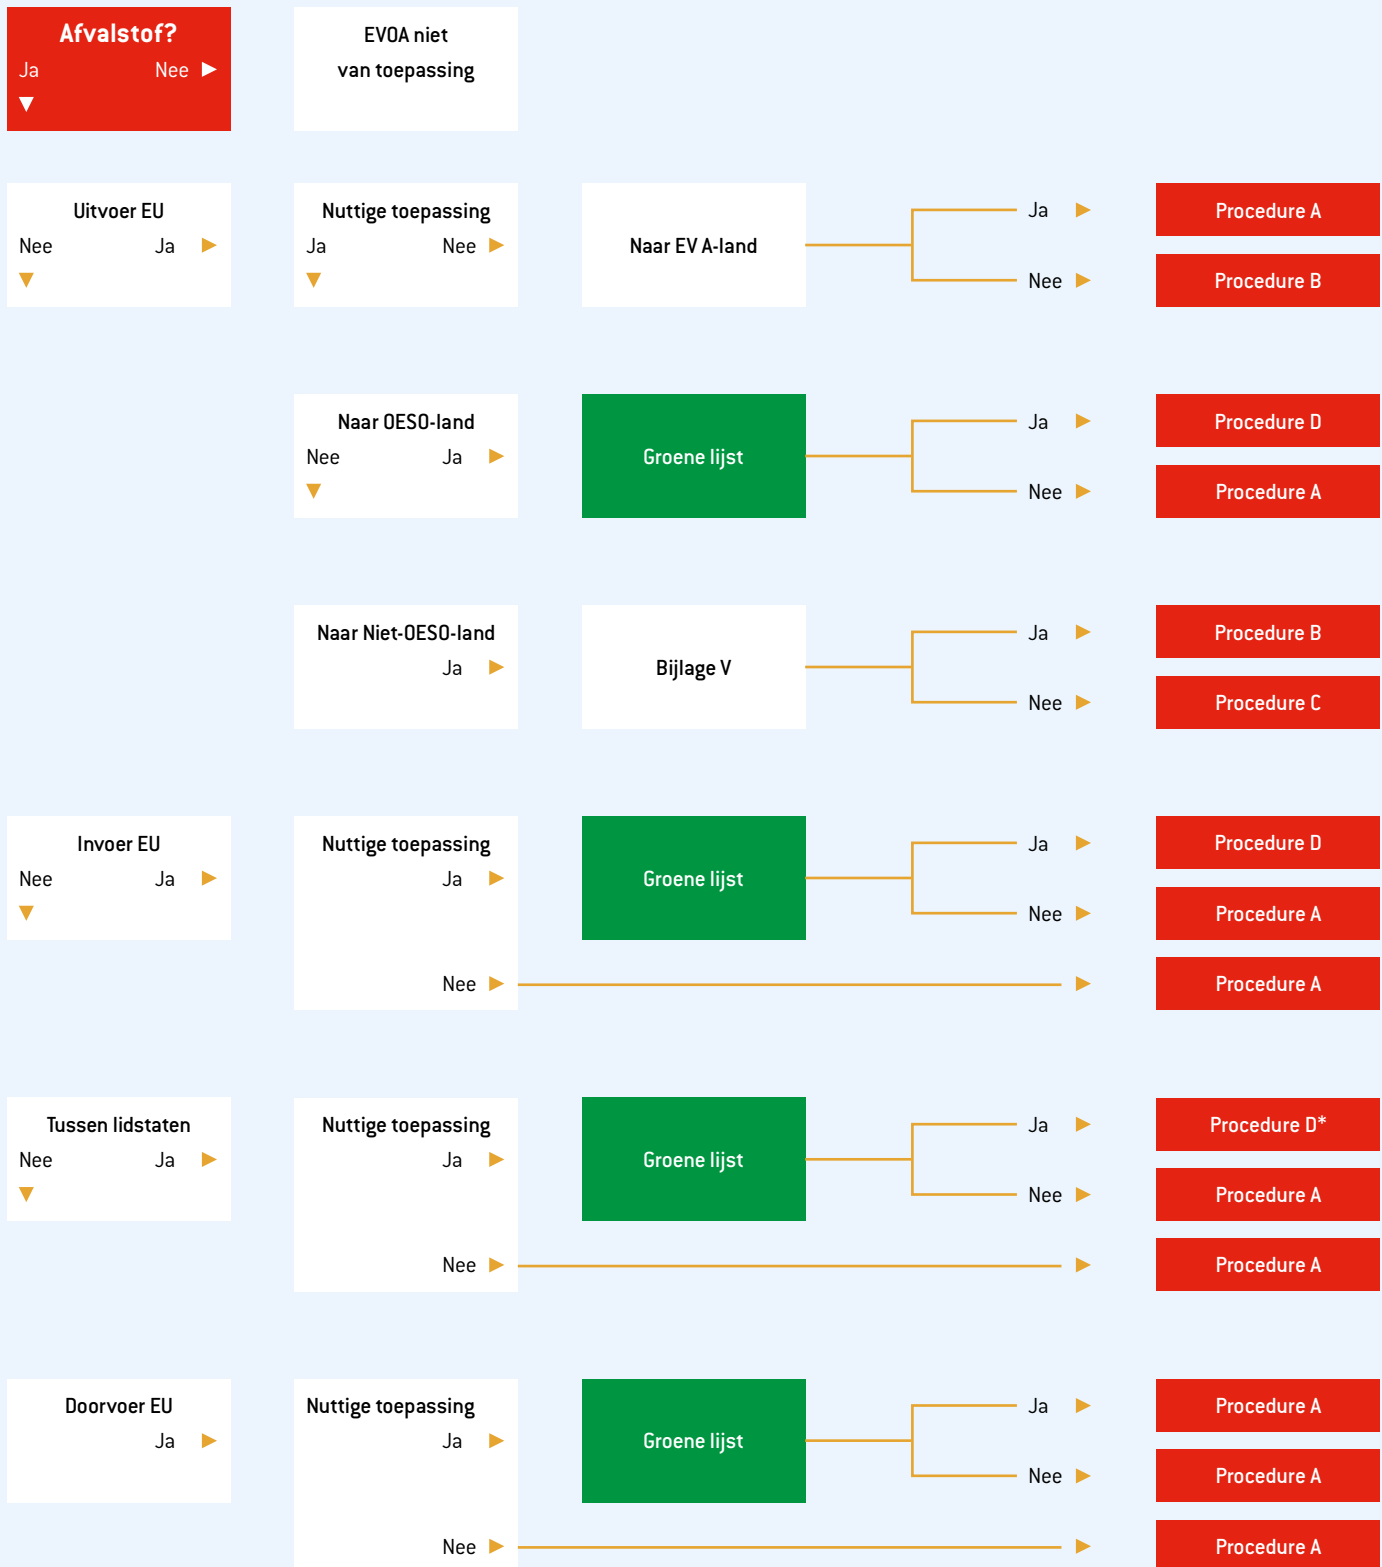 Afvalstof?
Ja Nee ▶
▼
EVOA niet
van toepassing
Uitvoer EU
Nee Ja ▶
▼
Nuttige toepassing
Ja Nee ▶
▼
Naar EV A-land
Ja ▶
Nee ▶
Procedure A
Procedure B
Naar OESO-land
Nee Ja ▶
▼
Groene lijst
Ja ▶
Nee ▶
Procedure D
Procedure A
Naar Niet-OESO-land
Ja ▶
Bijlage V
Ja ▶
Nee ▶
Procedure B
Procedure C
Invoer EU
Nee Ja ▶
▼
Nuttige toepassing
Ja ▶
Nee ▶
Groene lijst
Ja ▶
Nee ▶
Procedure D
Procedure A
Procedure A
Tussen lidstaten
Nee Ja ▶
▼
Nuttige toepassing
Ja ▶
Nee ▶
Groene lijst
Ja ▶
Nee ▶
Procedure D*
Procedure A
Procedure A
Doorvoer EU
Ja ▶
Nuttige toepassing
Ja ▶
Nee ▶
Groene lijst
Ja ▶
Nee ▶
Procedure A
Procedure A
Procedure A